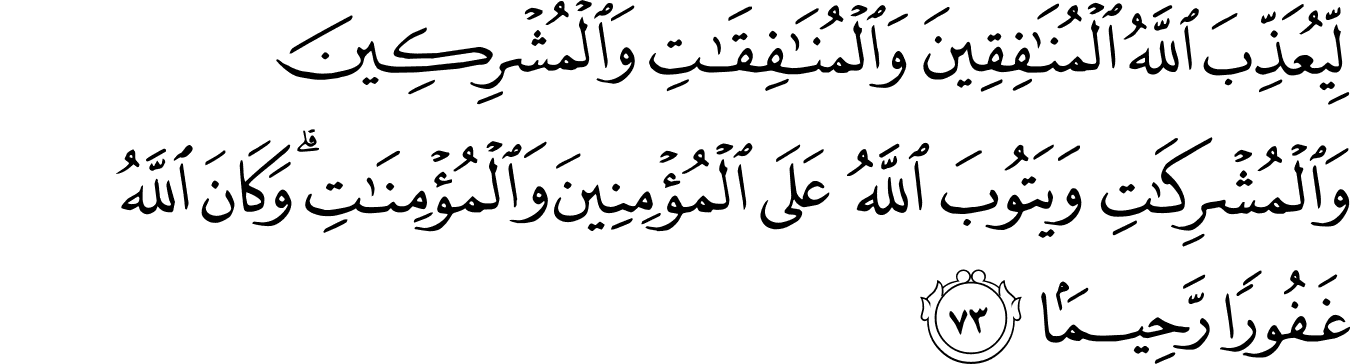 لِّيُعَذِّبَ ٱللَّهُ ٱلْمُنَٰفِقِينَ وَٱلْمُنَٰفِقَٰتِ وَٱلْمُشْرِكِينَ
وَٱلْمُشْرِكَٰتِ وَيَتُوبَ ٱللَّهُ عَلَى ٱلْمُؤْمِنِينَ وَٱلْمُؤْمِنَٰتِ ۗ وَكَانَ ٱللَّهُ
غَفُورًا رَّحِيمًۢا ٧٣